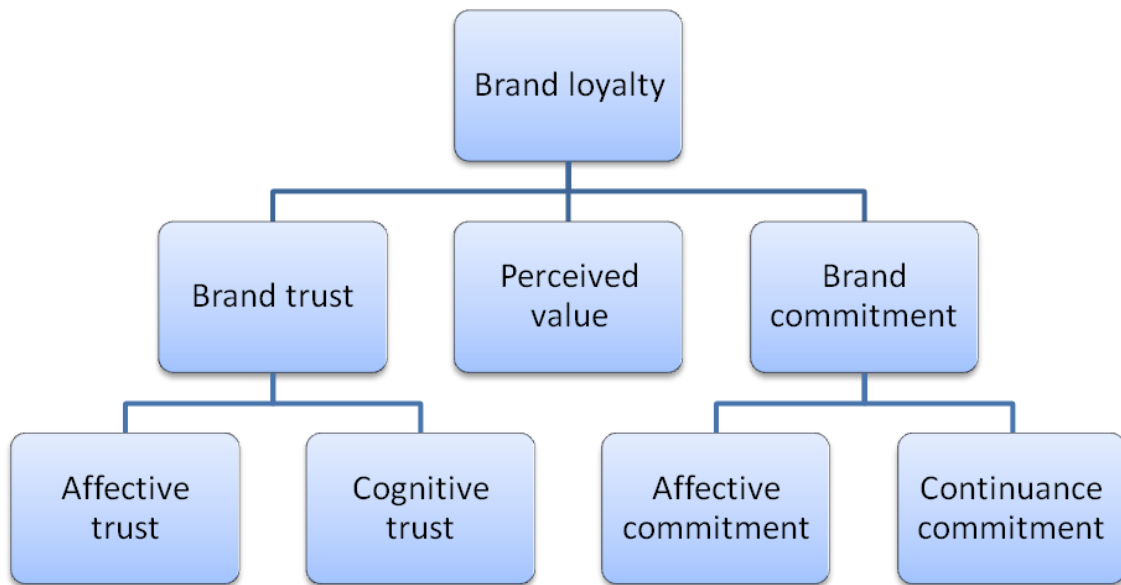 Brand loyalty
Brand trust
Perceived
value
Brand
commitment
Affective
trust
Cognitive
trust
Affective
commitment
Continuance
commitment